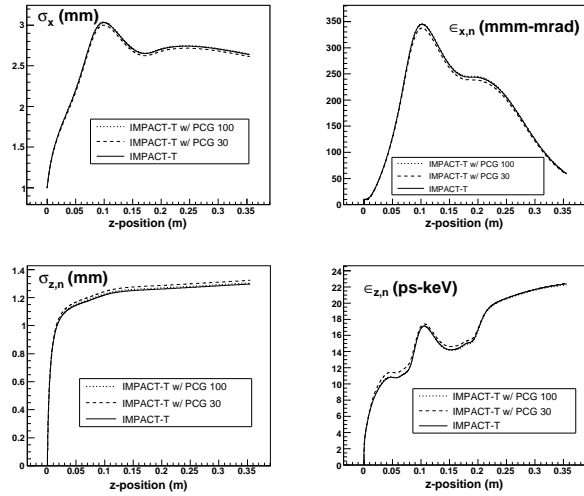 σx (mm)
3
2.5
2
1.5
1
IMPACT-T w/ PCG 100
IMPACT-T w/ PCG 30
IMPACT-T
0 0.05 0.1 0.15 0.2 0.25 0.3 0.35
z-position (m)
∈x,n (mmm-mrad)
350
300
250
200
150
100
50
0
IMPACT-T w/ PCG 100
IMPACT-T w/ PCG 30
IMPACT-T
0 0.05 0.1 0.15 0.2 0.25 0.3 0.35
z-position (m)
σz,n (mm)
1.4
1.2
1
0.8
0.6
0.4
0.2
0
IMPACT-T w/ PCG 100
IMPACT-T w/ PCG 30
IMPACT-T
0 0.05 0.1 0.15 0.2 0.25 0.3 0.35
z-position (m)
∈z,n (ps-keV)
24
22
20
18
16
14
12
10
8
6
4
2
0
IMPACT-T w/ PCG 100
IMPACT-T w/ PCG 30
IMPACT-T
0 0.05 0.1 0.15 0.2 0.25 0.3 0.35
z-position (m)